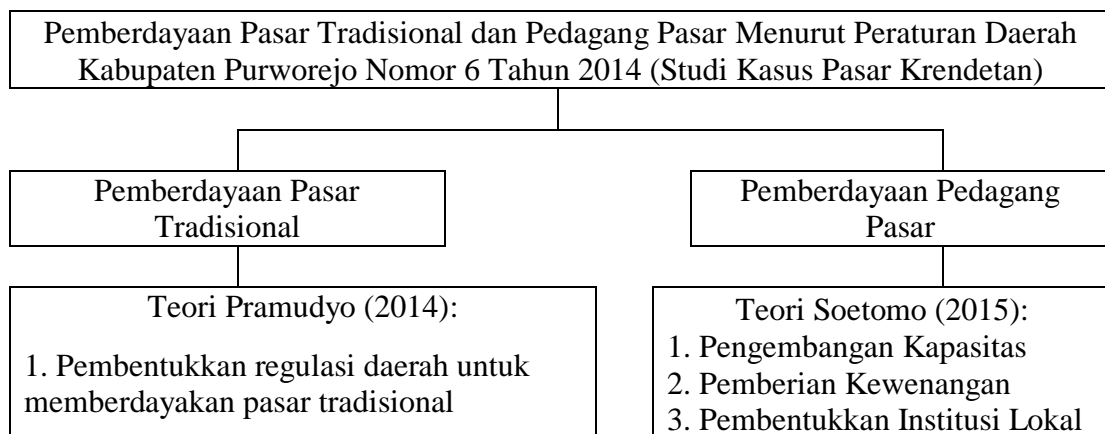 Pemberdayaan Pasar Tradisional dan Pedagang Pasar Menurut Peraturan Daerah
Kabupaten Purworejo Nomor 6 Tahun 2014 (Studi Kasus Pasar Krendetan)
Pemberdayaan Pasar
Tradisional
Pemberdayaan Pedagang
Pasar
Teori Pramudyo (2014):
1. Pembentukkan regulasi daerah untuk
memberdayakan pasar tradisional
Teori Soetomo (2015):
1. Pengembangan Kapasitas
2. Pemberian Kewenangan
3. Pembentukkan Institusi Lokal